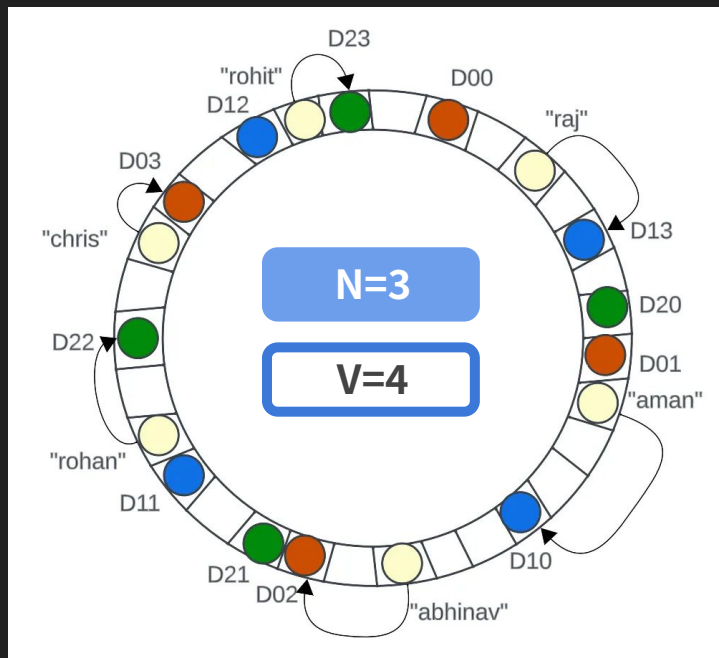 D23
"rohit"
D00
D12
"raj"
D03
"chris"
D13
N=3
D20
D22
V=4
D01
"aman"
"rohan"
D11
D10
D21
D02
"abhinav"